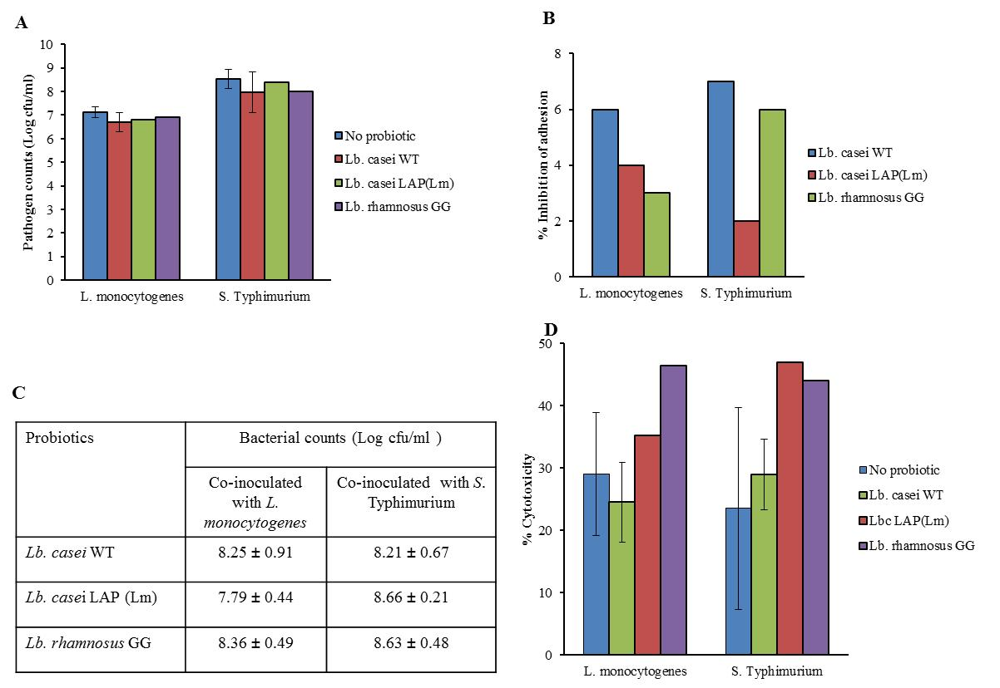 A
Pathogen counts (Log cfu/ml)
10
9
8
7
6
5
4
3
2
1
0
L. monocytogenes
S. Typhimurium
No probiotic
Lb. casei WT
Lb. casei LAP(Lm)
Lb. rhamnosus GG
B
% Inhibition of adhesion
8
6
4
2
0
L. monocytogenes
S. Typhimurium
Lb. casei WT
Lb. casei LAP(Lm)
Lb. rhamnosus GG
C
Probiotics
Bacterial counts (Log cfu/ml )
Co-inoculated
with L.
monocytogenes
Co-inoculated with S.
Typhimurium
Lb. casei WT
8.25 ± 0.91
8.21 ± 0.67
Lb. casei LAP (Lm)
7.79 ± 0.44
8.66 ± 0.21
Lb. rhamnosus GG
8.36 ± 0.49
8.63 ± 0.48
D
% Cytotoxicity
50
40
30
20
10
0
L. monocytogenes
S. Typhimurium
No probiotic
Lb. casei WT
Lbc LAP(Lm)
Lb. rhamnosus GG